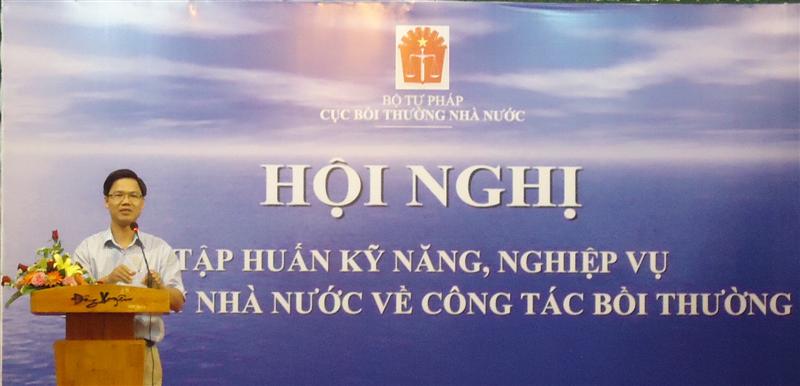 BỘ TƯ PHÁP
CỤC BỒI THƯỜNG NHÀ NƯỚC
HỘI NGHỊ
TẬP HUẤN KỸ NĂNG, NGHIỆP VỤ
NHÀ NƯỚC VỀ CÔNG TÁC BỒI THƯỜNG